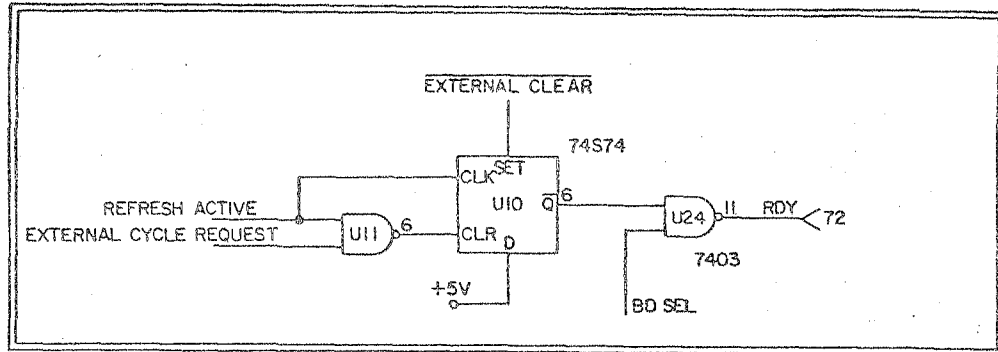 EXTERNAL CLEAR
74S74
CLK SET
U10 Q 6
REFRESH ACTIVE
EXTERNAL CYCLE REQUEST
U11 6
CLR D
U24 11 RDY 72
7403
+5V
BD SEL